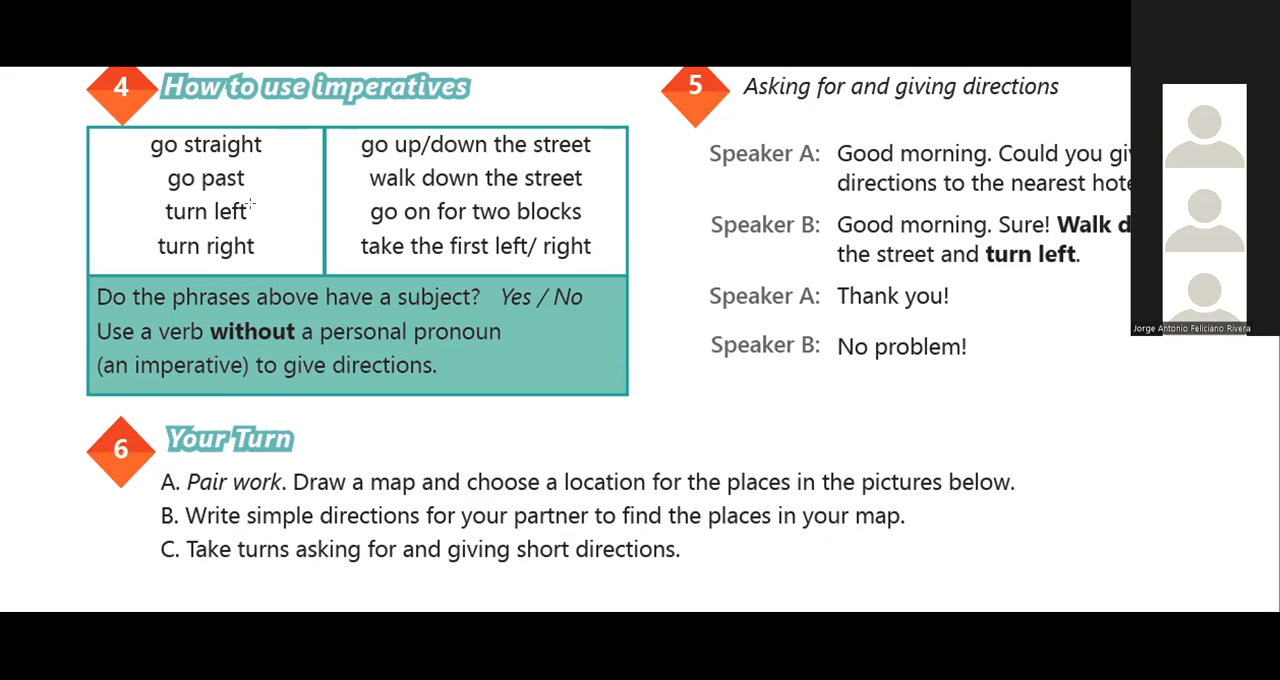 4 How to use imperatives
go straight
go past
turn left
turn right
go up/down the street
walk down the street
go on for two blocks
take the first left/ right
Do the phrases above have a subject? Yes / No
Use a verb without a personal pronoun
(an imperative) to give directions.
5 Asking for and giving directions
Speaker A: Good morning. Could you
directions to the nearest
Speaker B: Good morning. Sure! Walk
the street and turn left.
Speaker A: Thank you!
Speaker B: No problem!
Jorge Antonio Feliciano Rivera
6 Your Turn
A. Pair work. Draw a map and choose a location for the places in the pictures below.
B. Write simple directions for your partner to find the places in your map.
C. Take turns asking for and giving short directions.